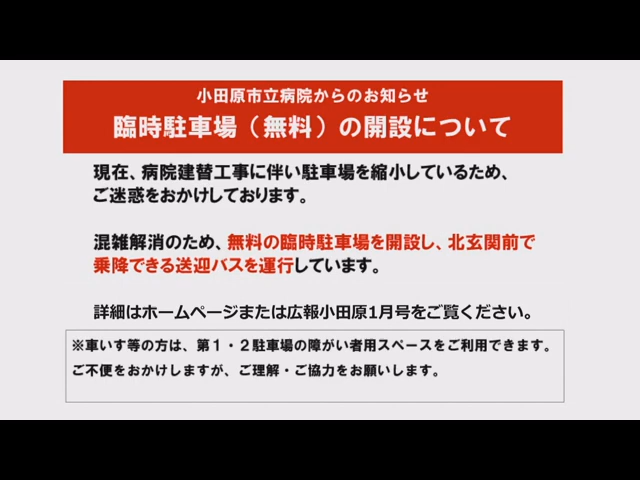 小田原市立病院からのお知らせ
臨時駐車場（無料）の開設について
現在、病院建替工事に伴い駐車場を縮小しているため、
ご迷惑をおかけしております。
混雑解消のため、無料の臨時駐車場を開設し、北玄関前で
乗降できる送迎バスを運行しています。
詳細はホームページまたは広報小田原1月号をご覧ください。
※車いす等の方は、第１・２駐車場の障がい者用スペースをご利用できます。
ご不便をおかけしますが、ご理解・ご協力をお願いします。